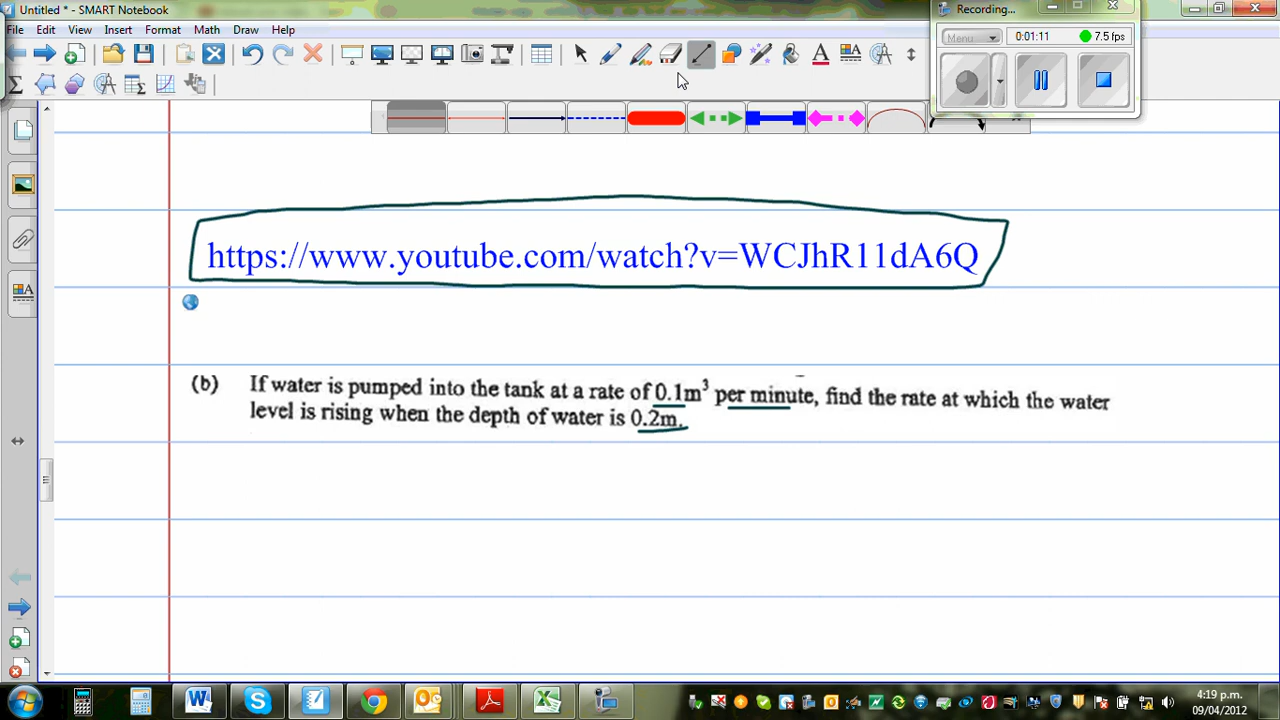 Untitled * - SMART Notebook
Recording...
File Edit View Insert Format Math Draw Help
Menu 0:01:11 7.5 fps
https://www.youtube.com/watch?v=WCJhR11dA6Q
(b) If water is pumped into the tank at a rate of 0.1m³ per minute, find the rate at which the water
level is rising when the depth of water is 0.2m.
4:19 p.m.
09/04/2012